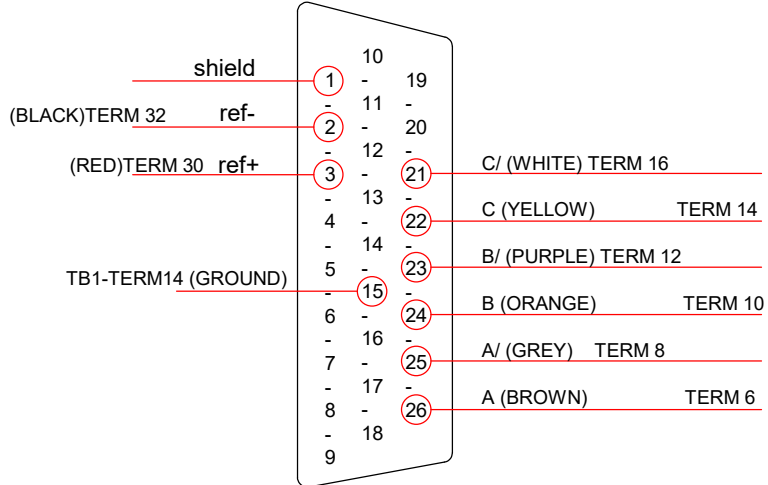 10
shield 1 - 19
- 11 -
(BLACK)TERM 32 ref- 2 - 20
- 12 -
(RED)TERM 30 ref+ 3 - 21 C/ (WHITE) TERM 16
- 13 -
4 - 22 C (YELLOW) TERM 14
- 14 -
5 - 23 B/ (PURPLE) TERM 12
TB1-TERM14 (GROUND) - 15 -
6 - 24 B (ORANGE) TERM 10
- 16 -
7 - 25 A/ (GREY) TERM 8
- 17 -
8 - 26 A (BROWN) TERM 6
- 18
9